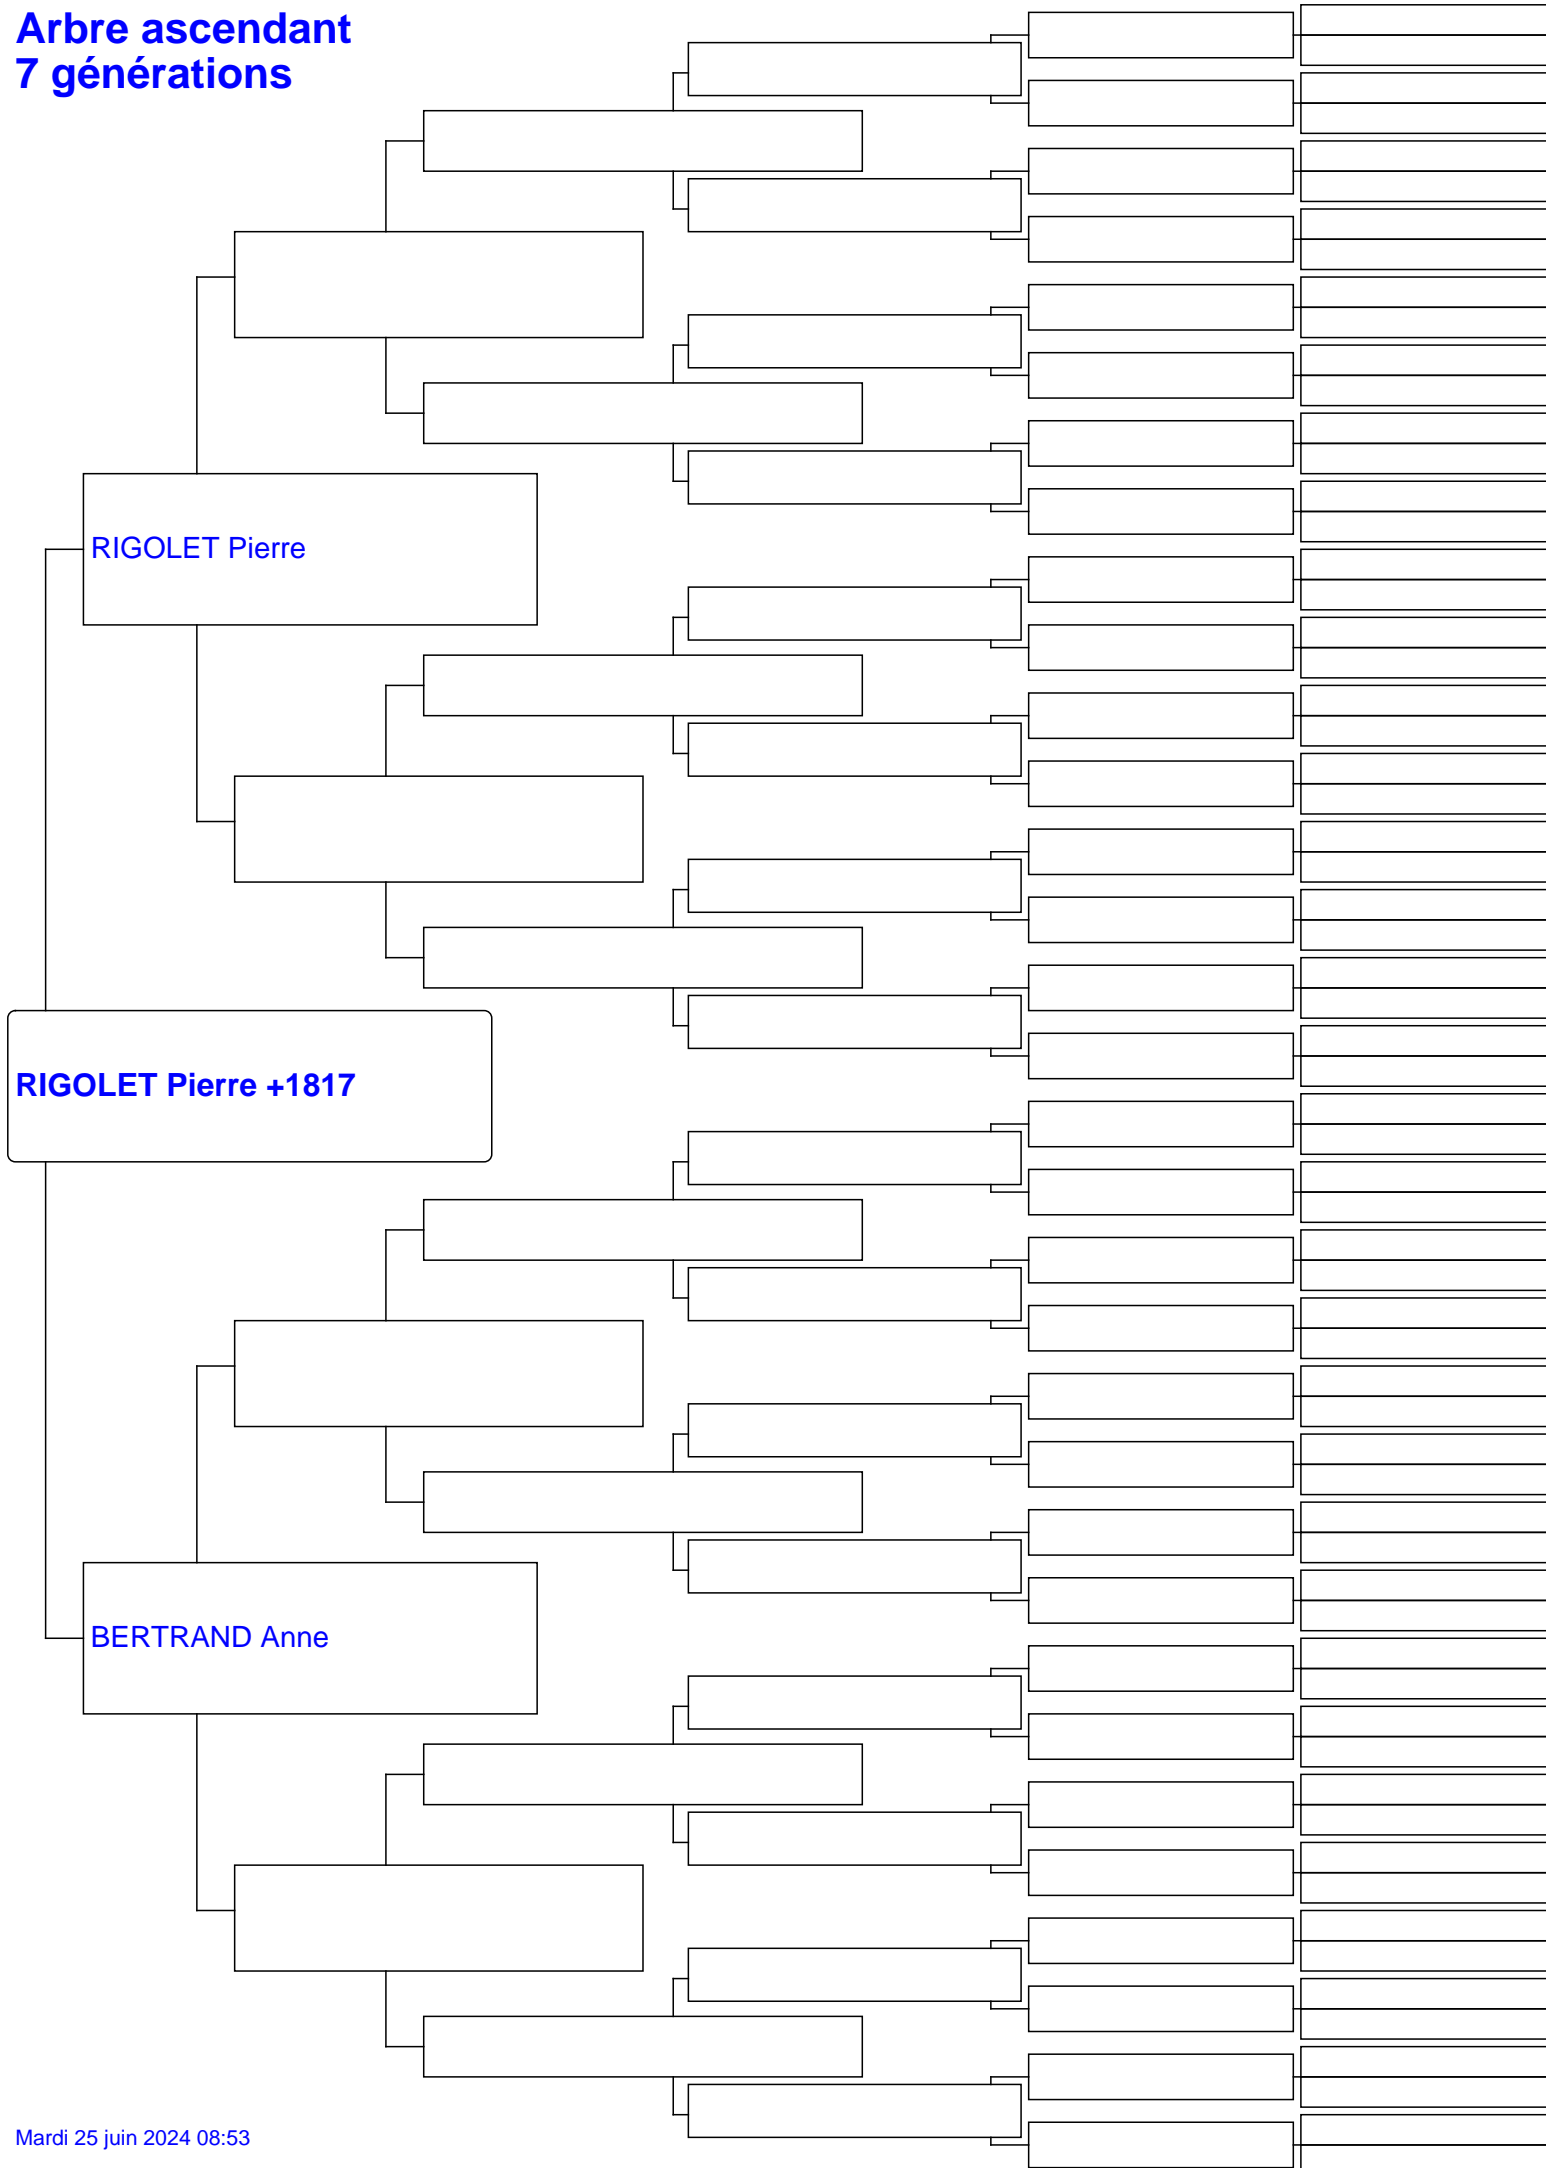 Arbre ascendant
7 générations
RIGOLET Pierre
RIGOLET Pierre +1817
BERTRAND Anne
Mardi 25 juin 2024 08:53